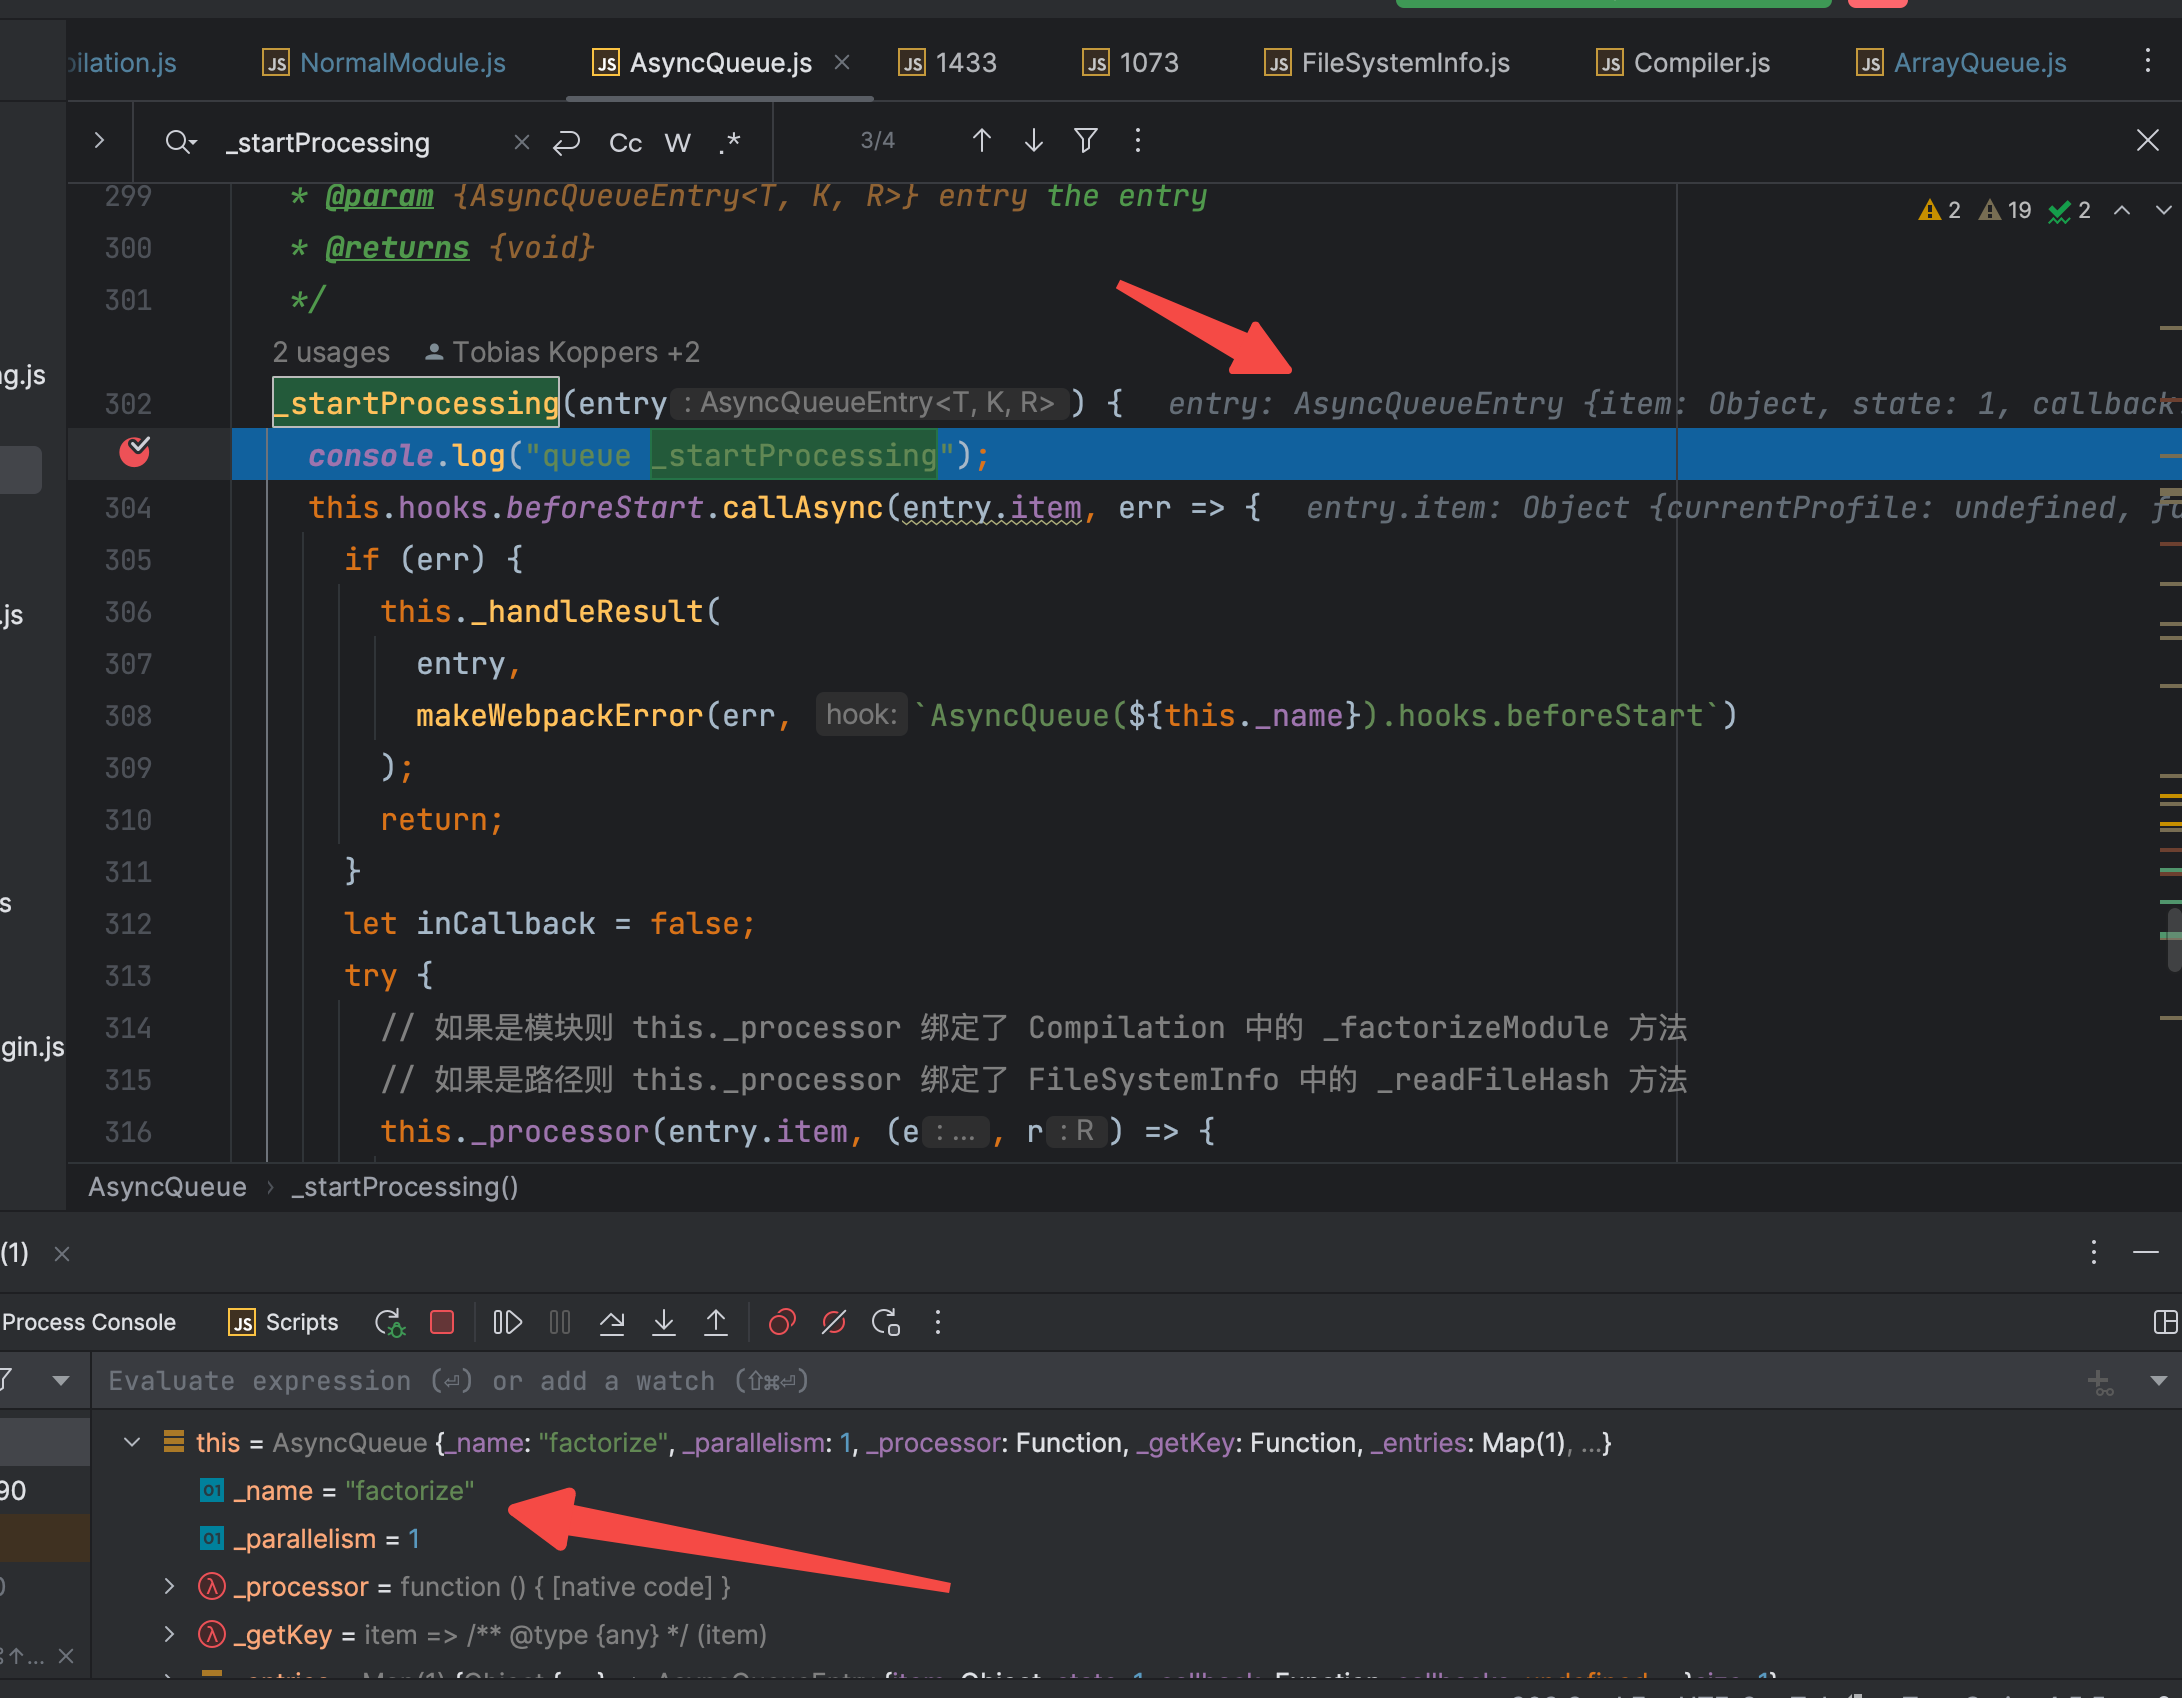 ilation.js NormalModule.js AsyncQueue.js 1433 1073 FileSystemInfo.js Compiler.js ArrayQueue.js
_startProcessing Cc W .* 3/4
299 * @param {AsyncQueueEntry<T, K, R>} entry the entry
2 19 2
300 * @returns {void}
301 */
2 usages Tobias Koppers +2
ng.js
302 _startProcessing(entry : AsyncQueueEntry<T, K, R> ) { entry: AsyncQueueEntry {item: Object, state: 1, callback
console.log("queue _startProcessing");
304 this.hooks.beforeStart.callAsync(entry.item, err => { entry.item: Object {currentProfile: undefined, fa
305 if (err) {
306 this._handleResult(
.js
307 entry,
308 makeWebpackError(err, hook: `AsyncQueue(${this._name}).hooks.beforeStart`)
309 );
310 return;
311 }
s
312 let inCallback = false;
313 try {
314 // 如果是模块则 this._processor 绑定了 Compilation 中的 _factorizeModule 方法
gin.js
315 // 如果是路径则 this._processor 绑定了 FileSystemInfo 中的 _readFileHash 方法
316 this._processor(entry.item, (e : ... , r : R ) => {
AsyncQueue › _startProcessing()
(1)
Process Console Scripts
Evaluate expression (⏎) or add a watch (⇧⌘⏎)
this = AsyncQueue {_name: "factorize", _parallelism: 1, _processor: Function, _getKey: Function, _entries: Map(1), ...}
90 _name = "factorize"
_parallelism = 1
_processor = function () { [native code] }
_getKey = item => /** @type {any} */ (item)